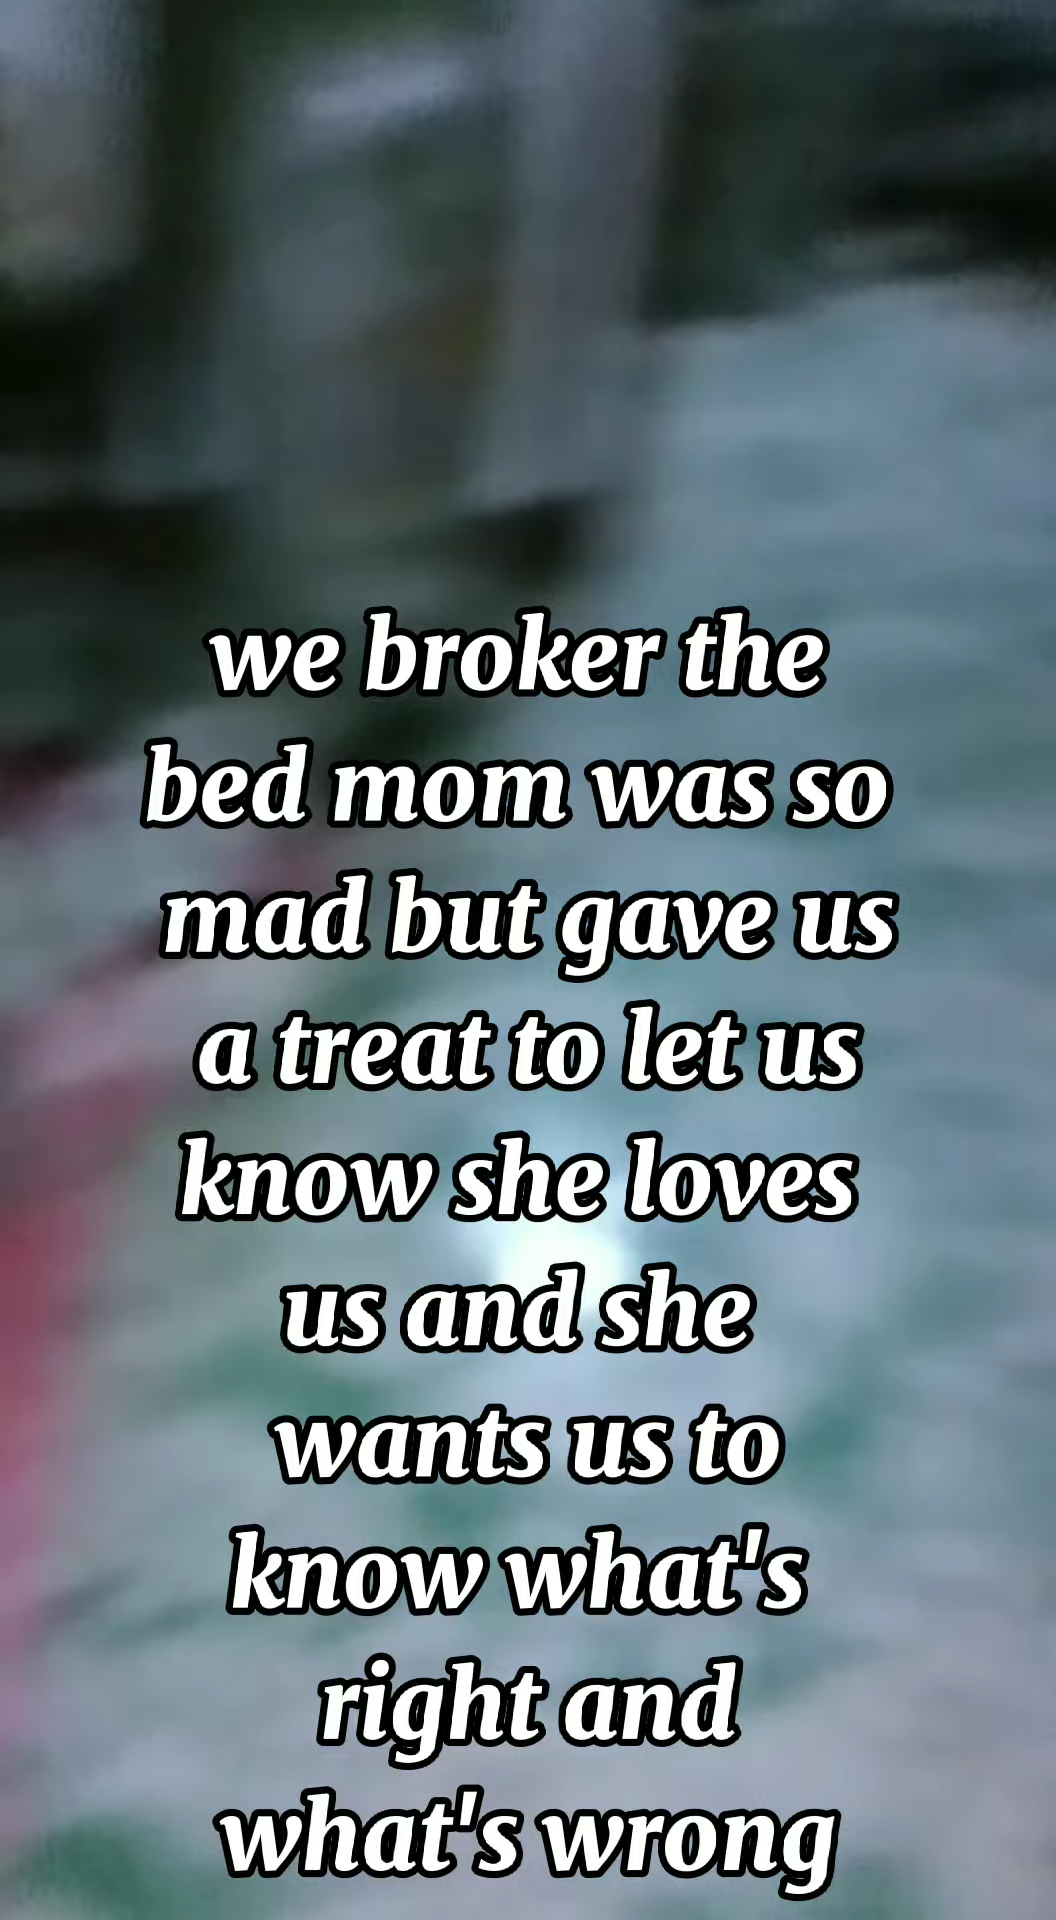 we broker the
bed mom was so
mad but gave us
a treat to let us
know she loves
us and she
wants us to
know what's
right and
what's wrong